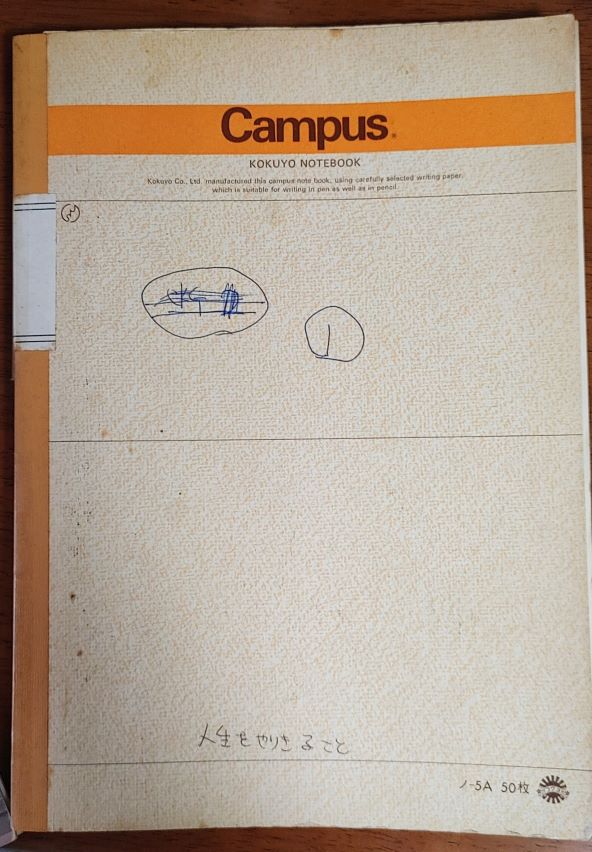 Campus
KOKUYO NOTEBOOK
Kokuyo Co., Ltd. manufactured this campus note book, using carefully selected writing paper,
which is suitable for writing in pen as well as in pencil.
人生をやりきること
ノ-5A 50枚